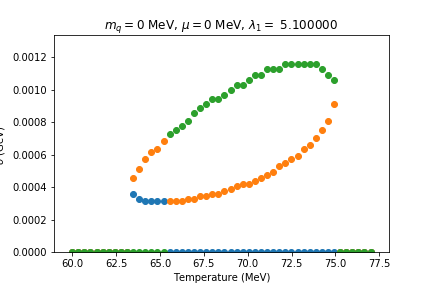 m_q = 0 MeV, μ = 0 MeV, λ_1 = 5.100000
0.0012
0.0010
0.0008
0.0006
0.0004
0.0002
0.0000
60.0 62.5 65.0 67.5 70.0 72.5 75.0 77.5
Temperature (MeV)